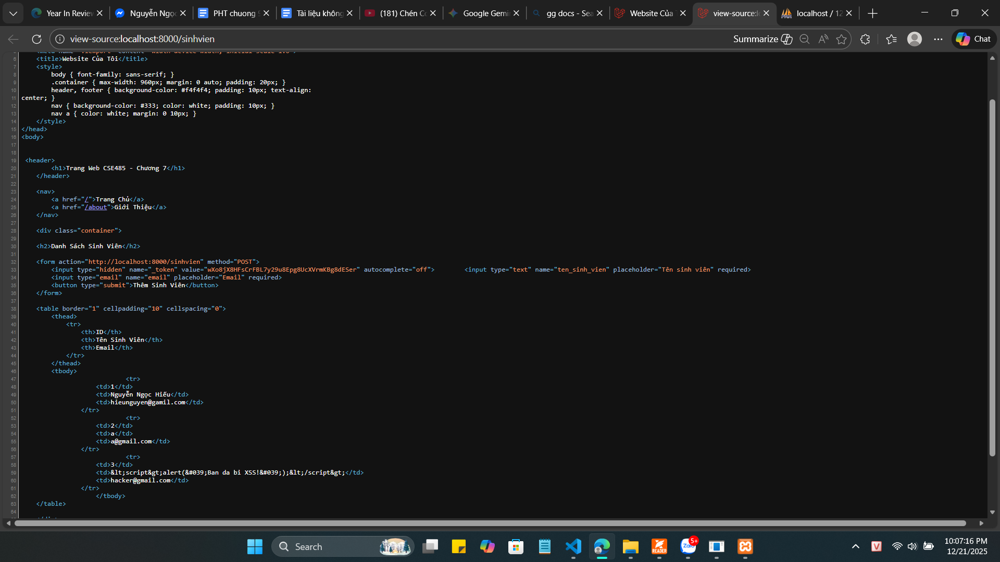 Year In Review
Nguyễn Ngọc
PHT chuong 9
Tài liệu không
(181) Chén Co
Google Gemi
gg docs - Sea
Website Của T
view-source:lo
localhost / 12
view-source:localhost:8000/sinhvien
Summarize
Chat
6 <title>Website Của Tôi</title>
7 <style>
8 body { font-family: sans-serif; }
9 .container { max-width: 960px; margin: 0 auto; padding: 20px; }
10 header, footer { background-color: #f4f4f4; padding: 10px; text-align:
11 center; }
12 nav { background-color: #333; color: white; padding: 10px; }
13 nav a { color: white; margin: 0 10px; }
14 </style>
15 </head>
16 <body>
17
18
19 <header>
20 <h1>Trang Web CSE485 - Chương 7</h1>
21 </header>
22
23 <nav>
24 <a href="/">Trang Chủ</a>
25 <a href="/about">Giới Thiệu</a>
26 </nav>
27
28 <div class="container">
29
30 <h2>Danh Sách Sinh Viên</h2>
31
32 <form action="http://localhost:8000/sinhvien" method="POST">
33 <input type="hidden" name="_token" value="wXo8jX8HFsCrFBL7y29u8Epg8UcXVrmKBg8dESer" autocomplete="off"> <input type="text" name="ten_sinh_vien" placeholder="Tên sinh viên" required>
34 <input type="email" name="email" placeholder="Email" required>
35 <button type="submit">Thêm Sinh Viên</button>
36 </form>
37
38 <table border="1" cellpadding="10" cellspacing="0">
39 <thead>
40 <tr>
41 <th>ID</th>
42 <th>Tên Sinh Viên</th>
43 <th>Email</th>
44 </tr>
45 </thead>
46 <tbody>
47 <tr>
48 <td>1</td>
49 <td>Nguyễn Ngọc Hiếu</td>
50 <td>hieunguyen@gamil.com</td>
51 </tr>
52 <tr>
53 <td>2</td>
54 <td>a</td>
55 <td>a@gmail.com</td>
56 </tr>
57 <tr>
58 <td>3</td>
59 <td>&lt;script&gt;alert(&#039;Ban da bi XSS!&#039;);&lt;/script&gt;</td>
60 <td>hacker@gmail.com</td>
61 </tr>
62 </tbody>
63 </table>
64
Search
READER
Zalo
5+
V
10:07:16 PM
12/21/2025